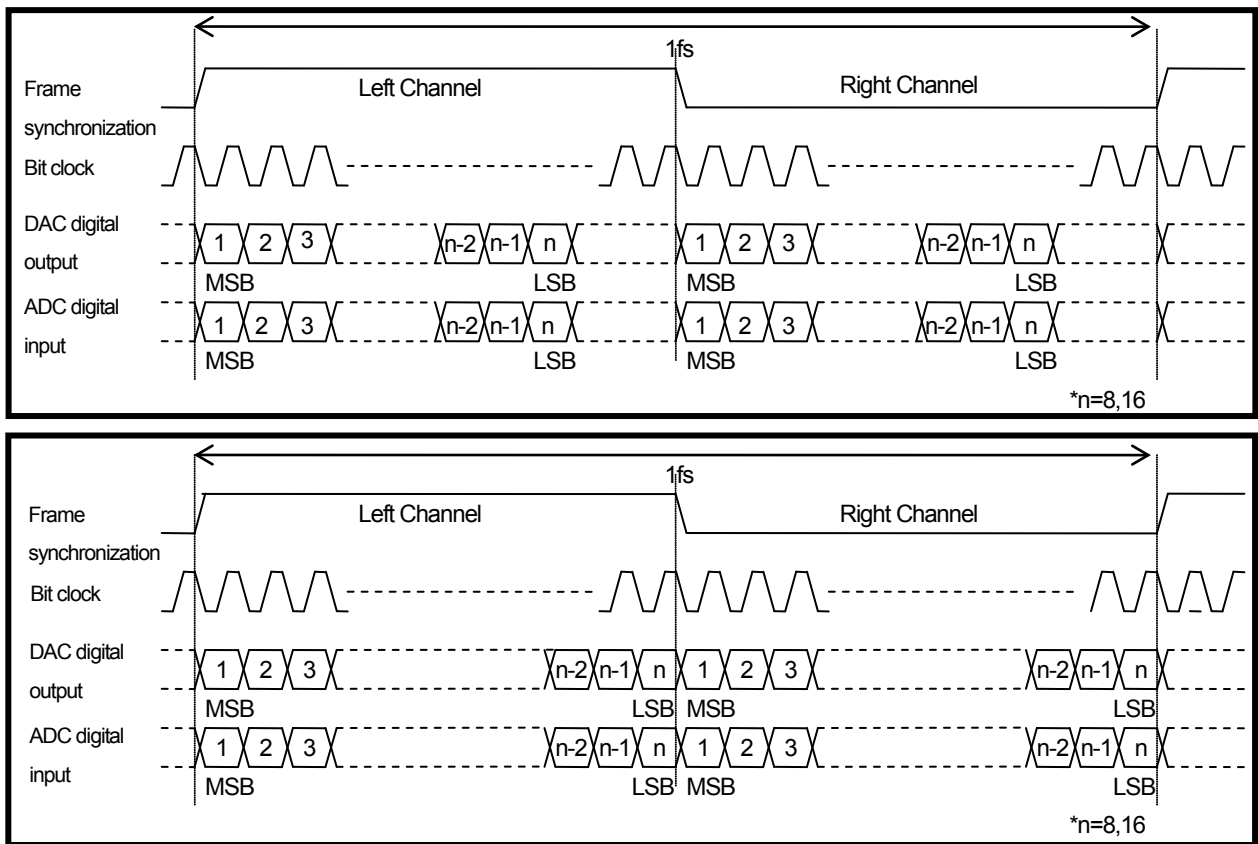 1fs
Frame
synchronization
Left Channel
Right Channel
Bit clock
DAC digital
output
1 2 3 n-2 n-1 n 1 2 3 n-2 n-1 n
MSB LSB MSB LSB
ADC digital
input
1 2 3 n-2 n-1 n 1 2 3 n-2 n-1 n
MSB LSB MSB LSB
*n=8,16
1fs
Frame
synchronization
Left Channel
Right Channel
Bit clock
DAC digital
output
1 2 3 n-2 n-1 n 1 2 3 n-2 n-1 n
MSB LSB MSB LSB
ADC digital
input
1 2 3 n-2 n-1 n 1 2 3 n-2 n-1 n
MSB LSB MSB LSB
*n=8,16